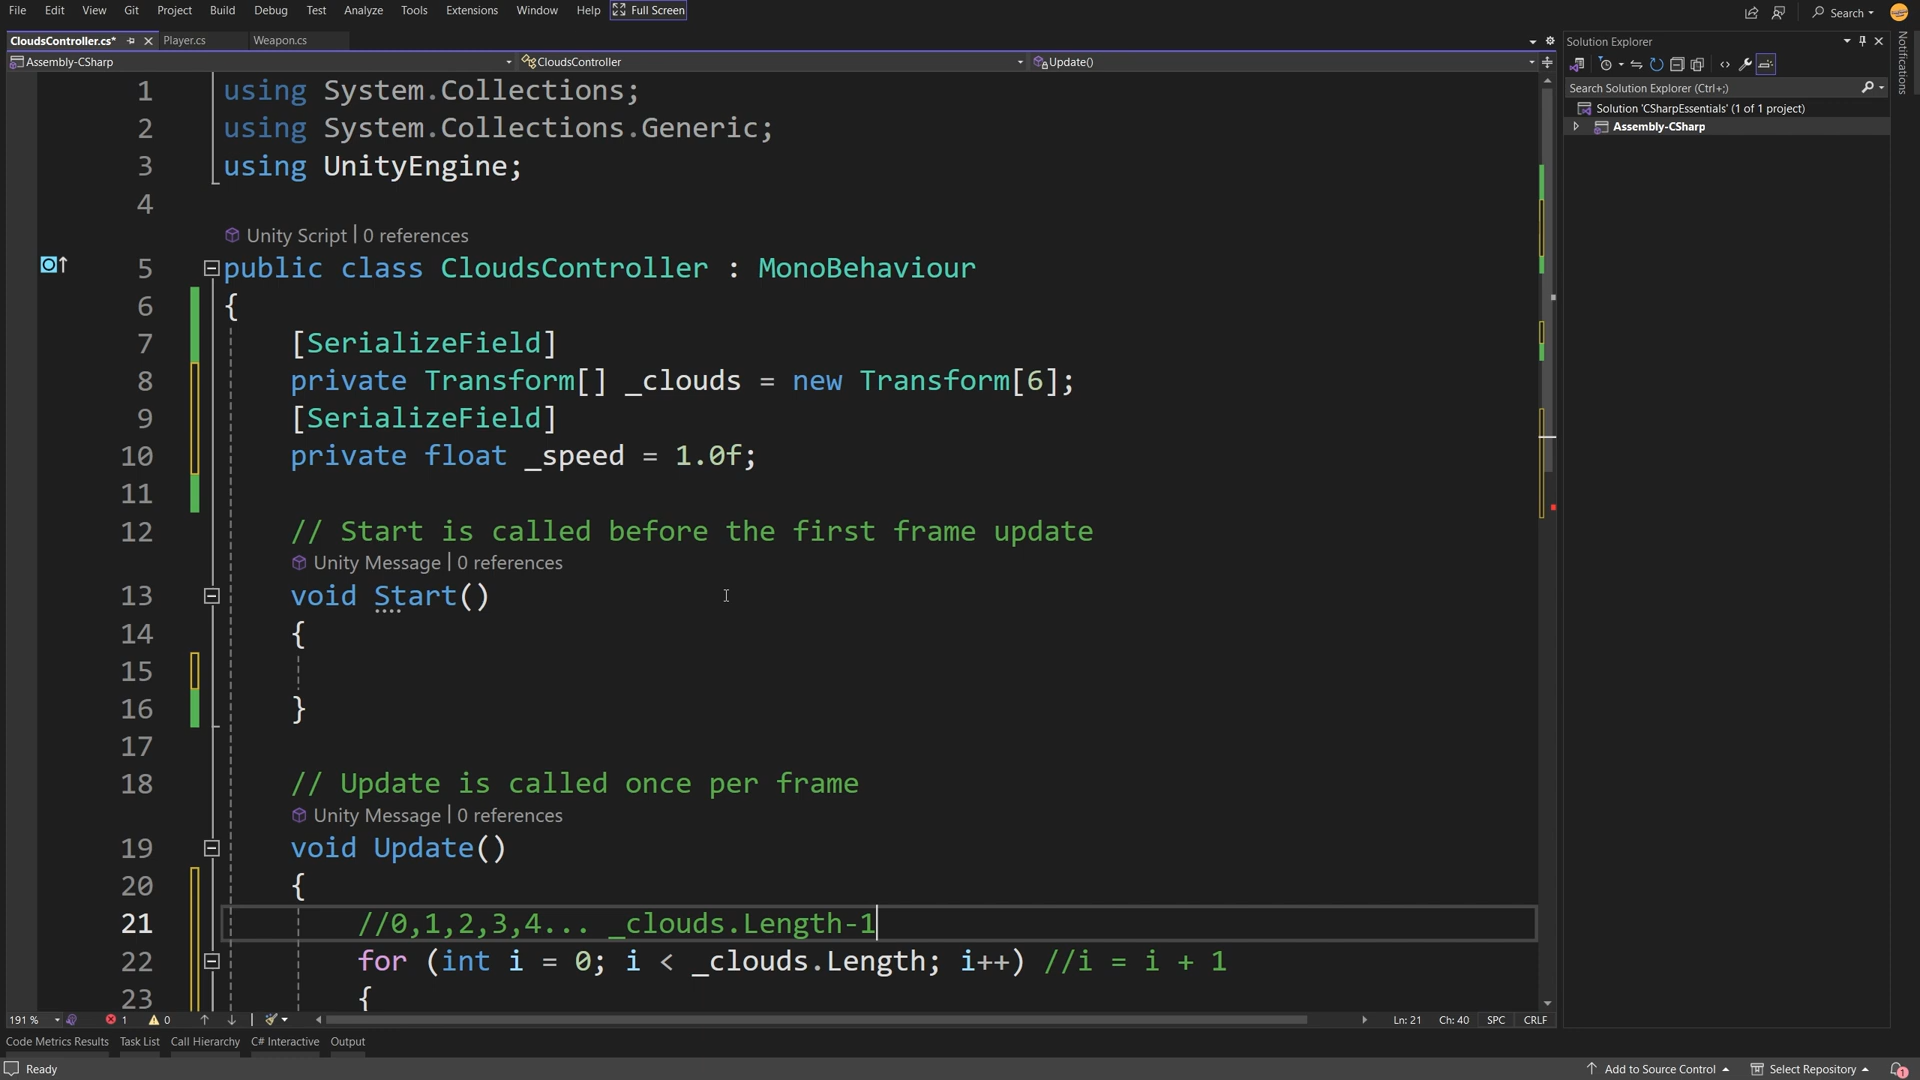 File Edit View Git Project Build Debug Test Analyze Tools Extensions Window Help Full Screen Search
CloudsController.cs* Player.cs Weapon.cs
Assembly-CSharp CloudsController Update()
1 using System.Collections;
2 using System.Collections.Generic;
3 using UnityEngine;
4
Unity Script | 0 references
5 public class CloudsController : MonoBehaviour
6 {
7 [SerializeField]
8 private Transform[] _clouds = new Transform[6];
9 [SerializeField]
10 private float _speed = 1.0f;
11
12 // Start is called before the first frame update
Unity Message | 0 references
13 void Start()
14 {
15
16 }
17
18 // Update is called once per frame
Unity Message | 0 references
19 void Update()
20 {
21 //0,1,2,3,4... _clouds.Length-1
22 for (int i = 0; i < _clouds.Length; i++) //i = i + 1
23 {
191 % 1 0 Ln: 21 Ch: 40 SPC CRLF
Code Metrics Results Task List Call Hierarchy C# Interactive Output
Ready Add to Source Control Select Repository 1
Solution Explorer
Search Solution Explorer (Ctrl+;)
Solution 'CSharpEssentials' (1 of 1 project)
Assembly-CSharp
Notifications